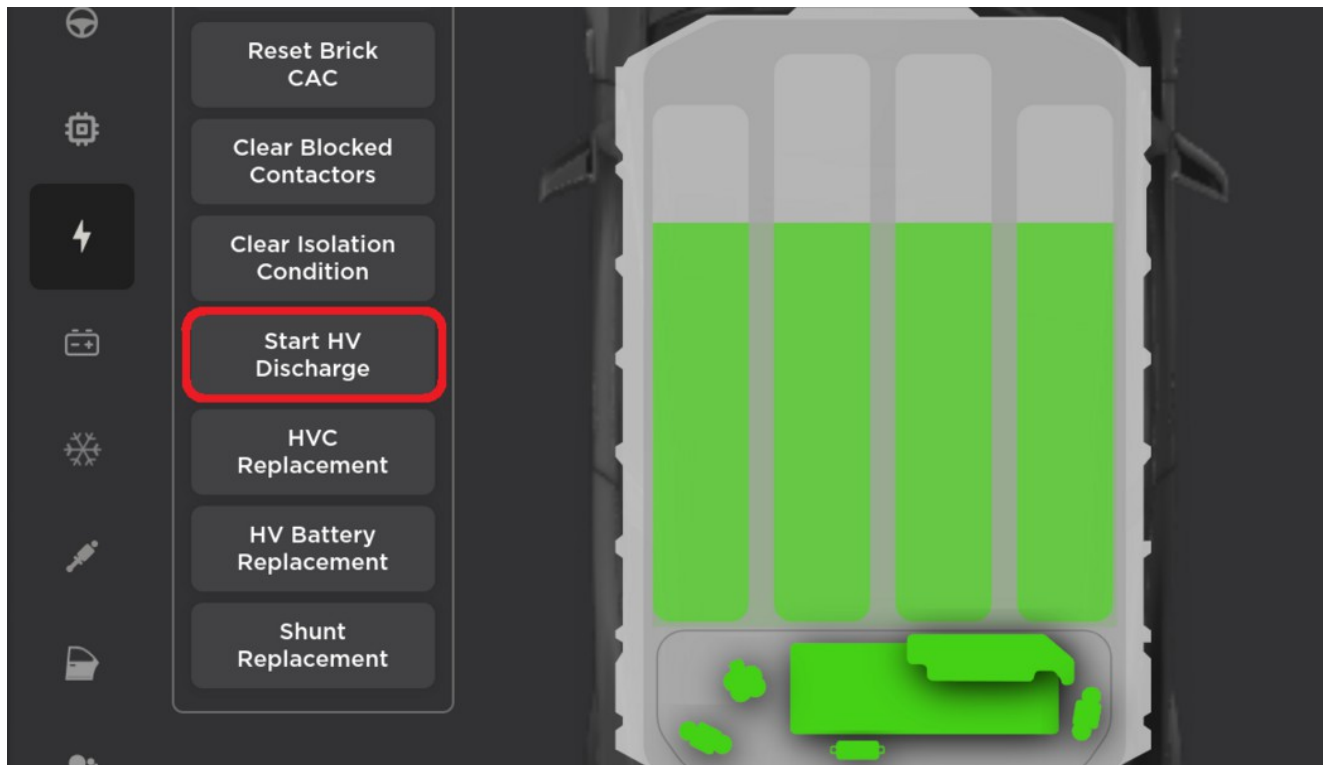 Reset Brick
CAC
Clear Blocked
Contactors
Clear Isolation
Condition
Start HV
Discharge
HVC
Replacement
HV Battery
Replacement
Shunt
Replacement